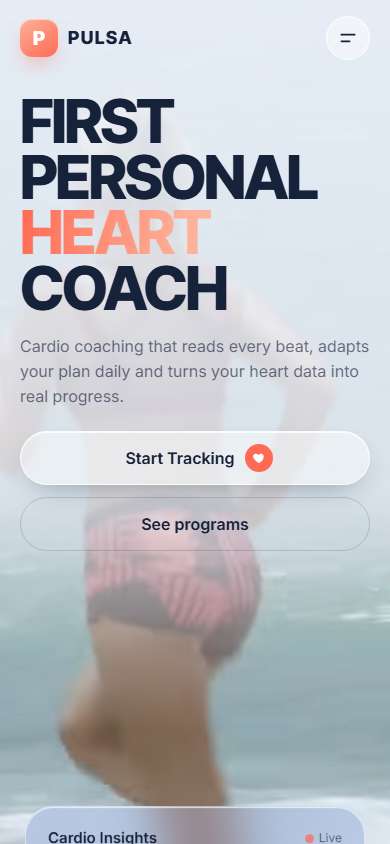 P PULSA
FIRST
PERSONAL
HEART
COACH
Cardio coaching that reads every beat, adapts
your plan daily and turns your heart data into
real progress.
Start Tracking
See programs
Cardio Insights
Live